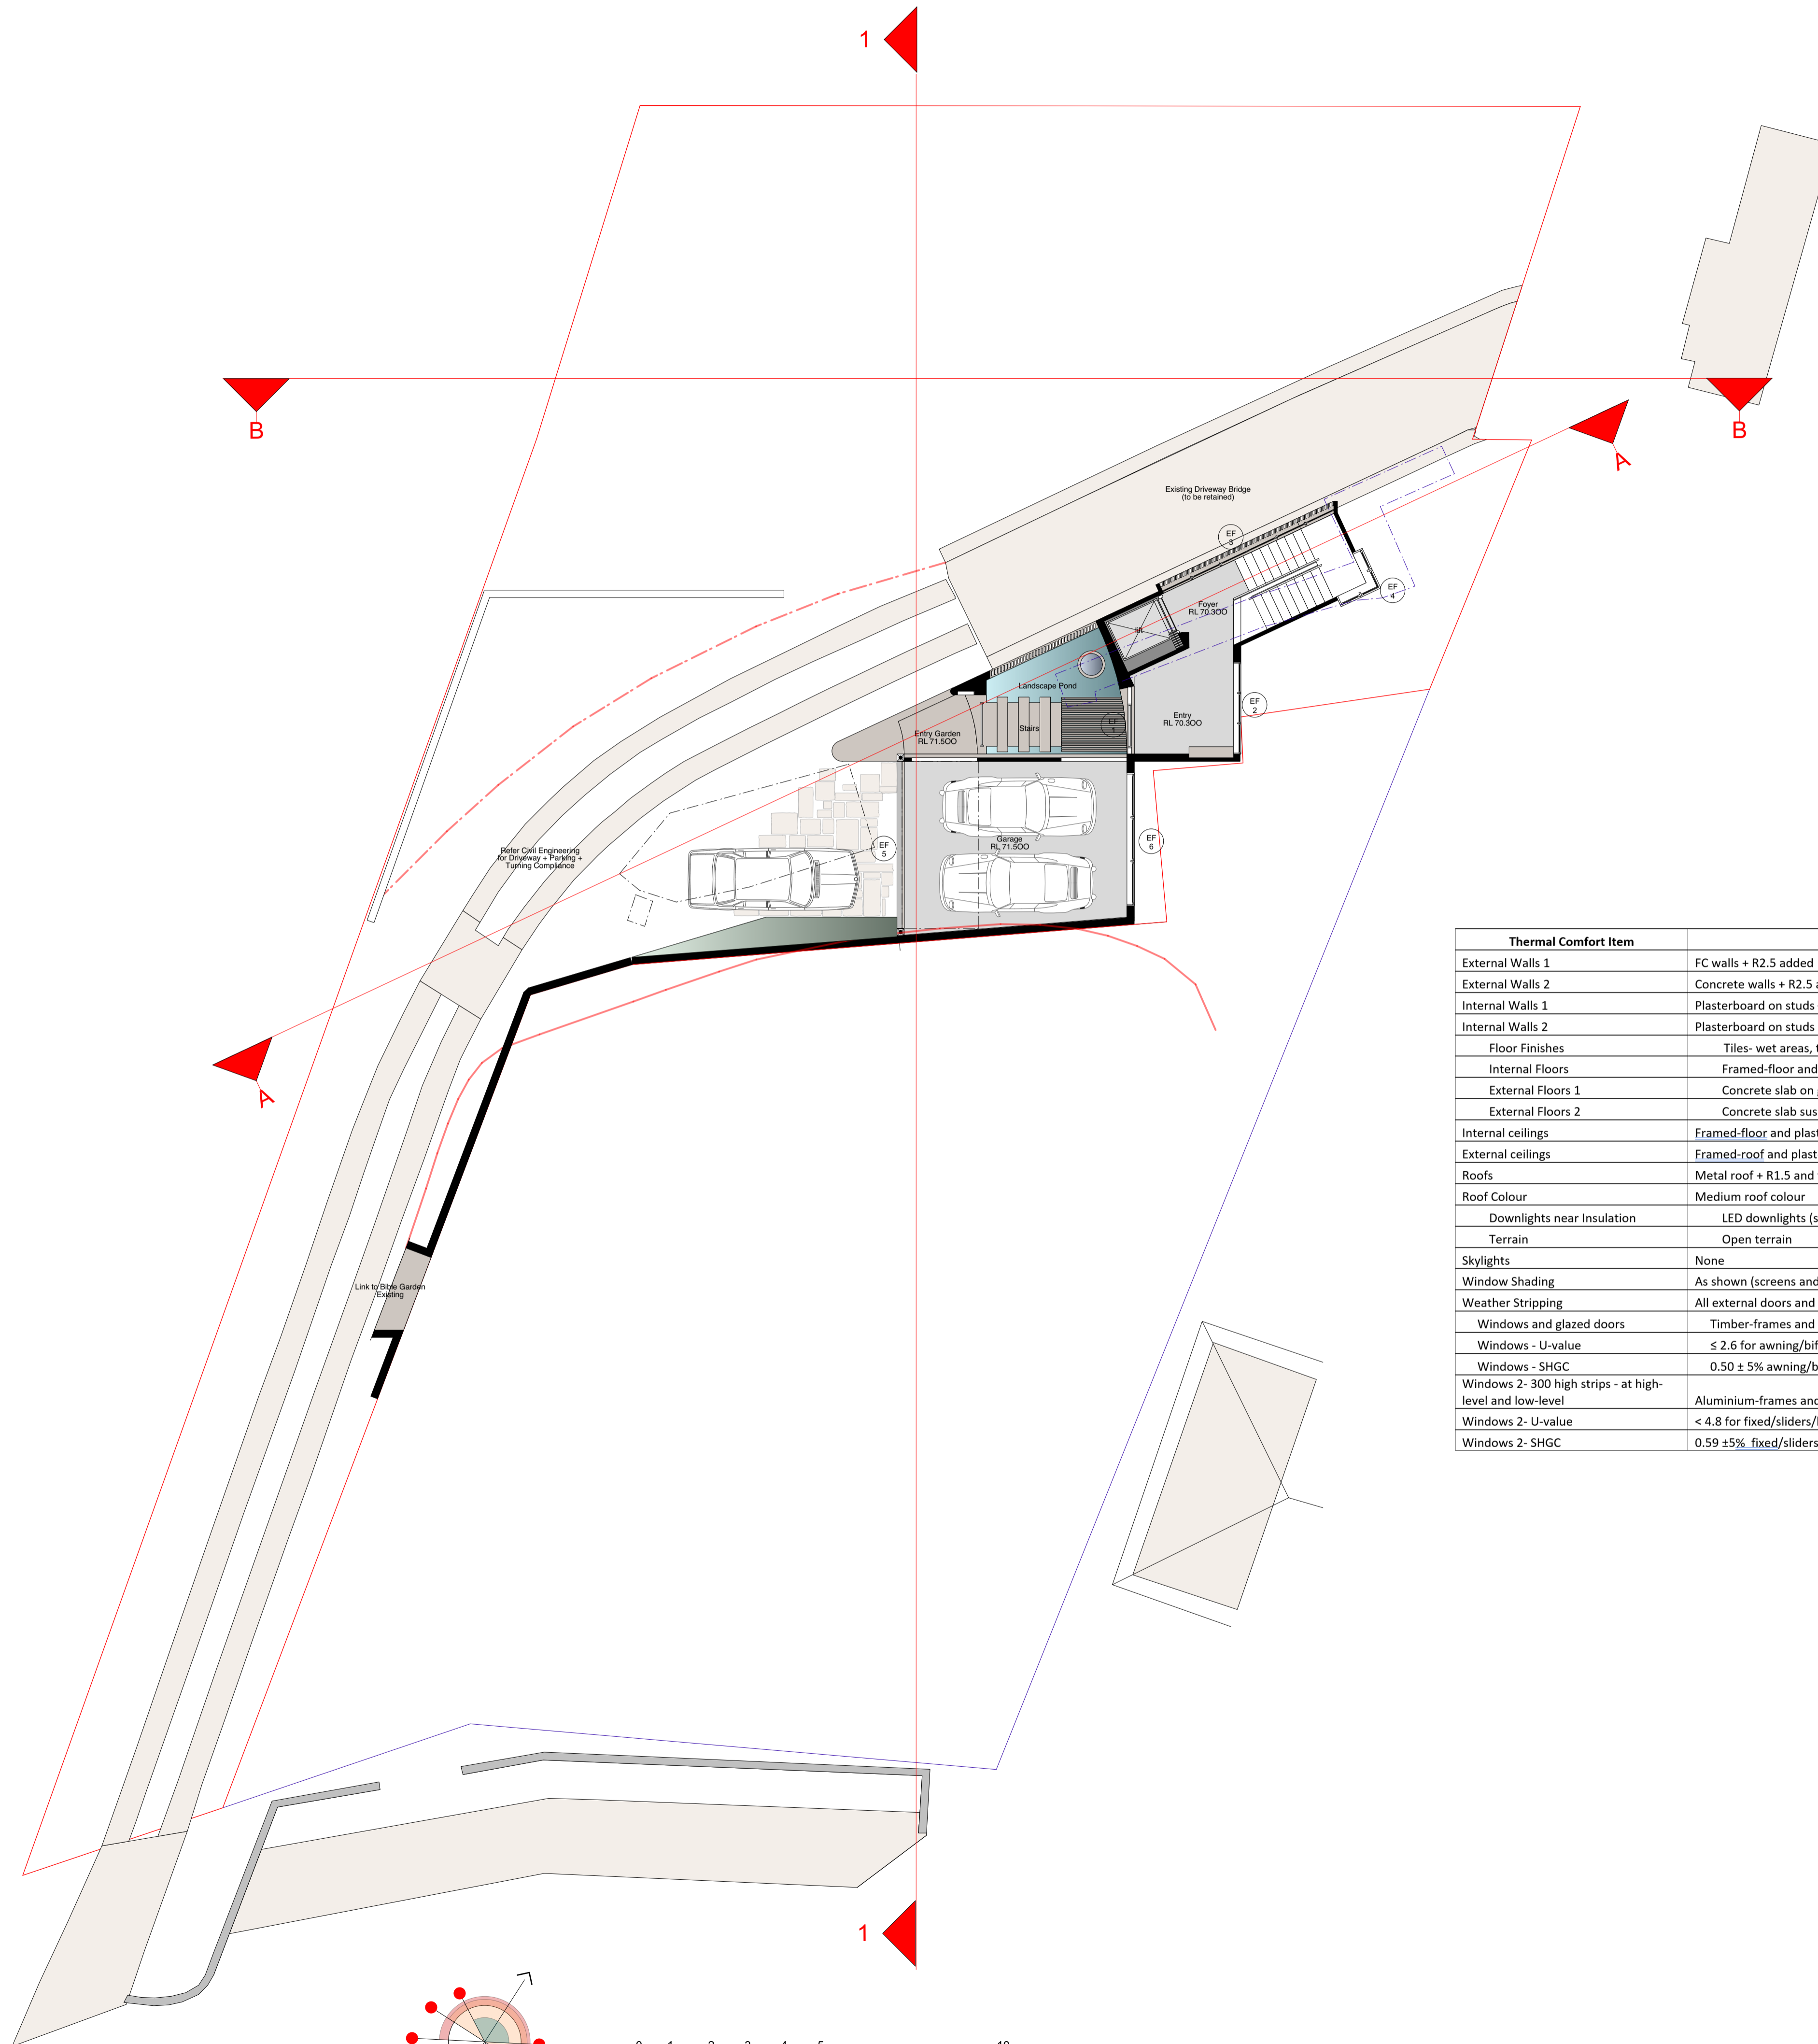 1
B
B
A
Existing Driveway Bridge
(to be retained)
EF
3
EF
4
Foyer
RL 70.300
lift
Landscape Pond
EF
2
Entry
RL 70.300
EF
1
Stairs
Entry Garden
RL 71.500
Garage
RL 71.500
EF
5
EF
6
Refer Civil Engineering
for Driveway + Parking +
Turning Compliance
A
Link to Bible Garden
Existing
Thermal Comfort Item
External Walls 1 FC walls + R2.5 added
External Walls 2 Concrete walls + R2.5
Internal Walls 1 Plasterboard on studs
Internal Walls 2 Plasterboard on studs
Floor Finishes Tiles- wet areas,
Internal Floors Framed-floor and
External Floors 1 Concrete slab on
External Floors 2 Concrete slab
Internal ceilings Framed-floor and
External ceilings Framed-roof and
Roofs Metal roof + R1.5 and
Roof Colour Medium roof colour
Downlights near Insulation LED downlights
Terrain Open terrain
Skylights None
Window Shading As shown (screens and
Weather Stripping All external doors and
Windows and glazed doors Timber-frames and
Windows - U-value ≤ 2.6 for
Windows - SHGC 0.50 ± 5%
Windows 2- 300 high strips - at high-
level and low-level Aluminium-frames and
Windows 2- U-value < 4.8 for fixed/sliders/
Windows 2- SHGC 0.59 ±5% fixed/sliders
1
0 1 2 3 4 5 10